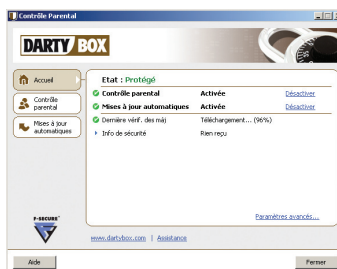 Contrôle Parental
DARTY BOX
Accueil
Contrôle
parental
Mises à jour
automatiques
Etat : Protégé
Contrôle parental Activée Désactiver
Mises à jour automatiques Activée Désactiver
Dernière vérif. des màj Téléchargement... (96%)
Info de sécurité Rien reçu
Paramètres avancés...
F-SECURE
www.dartybox.com | Assistance
Aide Fermer